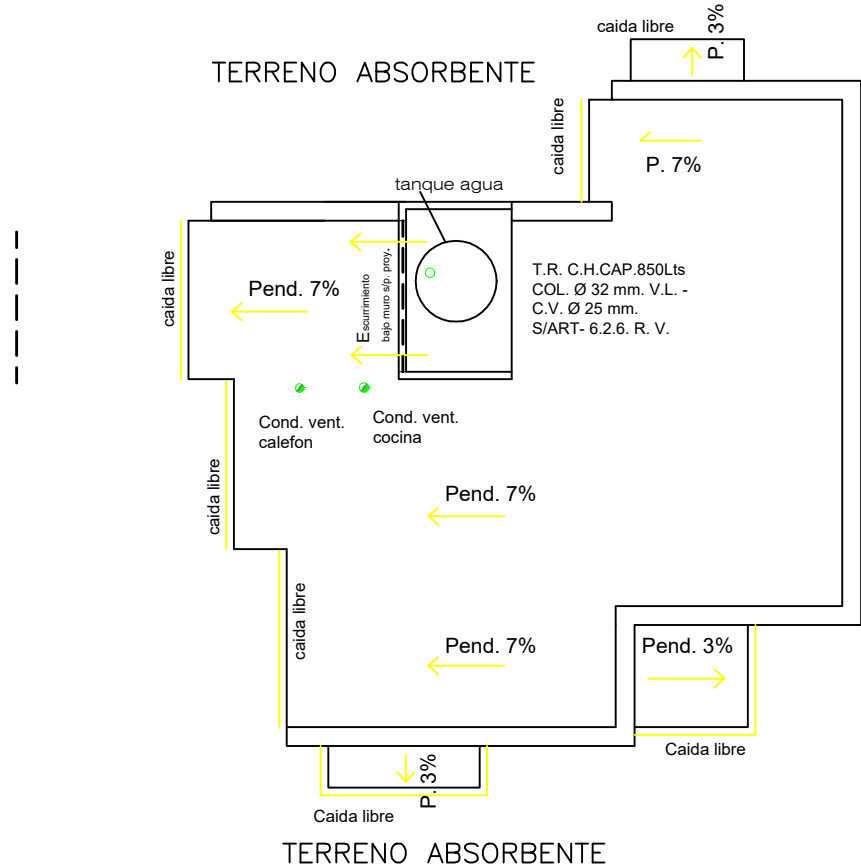 caida libre
P. 3%
TERRENO ABSORBENTE
caida libre
P. 7%
tanque agua
caida libre
Pend. 7%
Escurrimiento
bajo muro s/p. proy.
T.R. C.H.CAP.850Lts
COL. Ø 32 mm. V.L. -
C.V. Ø 25 mm.
S/ART- 6.2.6. R. V.
Cond. vent.
calefon
Cond. vent.
cocina
caida libre
Pend. 7%
caida libre
Pend. 7%
Pend. 3%
Caida libre
P. 3%
Caida libre
TERRENO ABSORBENTE